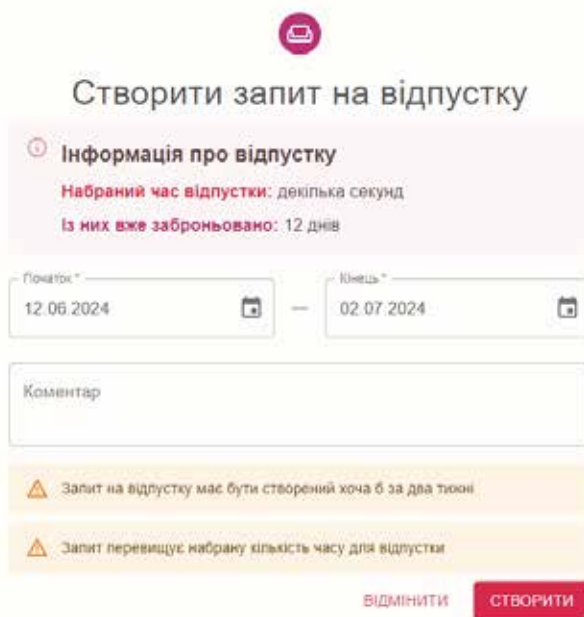 Створити запит на відпустку
Інформація про відпустку
Набраний час відпустки: декілька секунд
Із них вже заброньовано: 12 днів
Початок *
Кінець *
12.06.2024
—
02.07.2024
Коментар
Запит на відпустку має бути створений хоча б за два тижні
Запит перевищує набрану кількість часу для відпустки
ВІДМІНИТИ
СТВОРИТИ